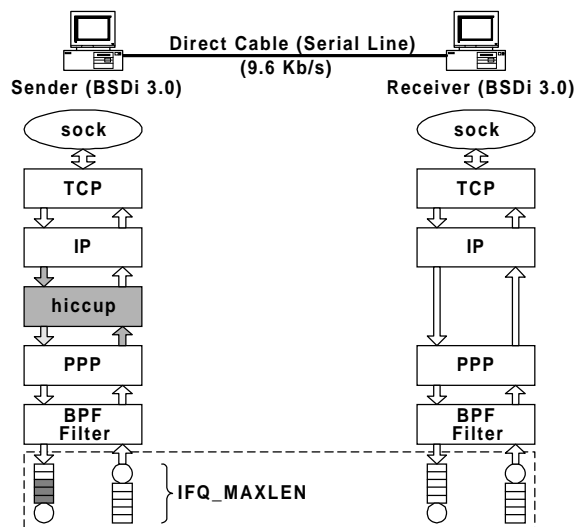 Direct Cable (Serial Line)
(9.6 Kb/s)
Sender (BSDi 3.0)
Receiver (BSDi 3.0)
sock
sock
TCP
TCP
IP
IP
hiccup
PPP
PPP
BPF
Filter
BPF
Filter
IFQ_MAXLEN